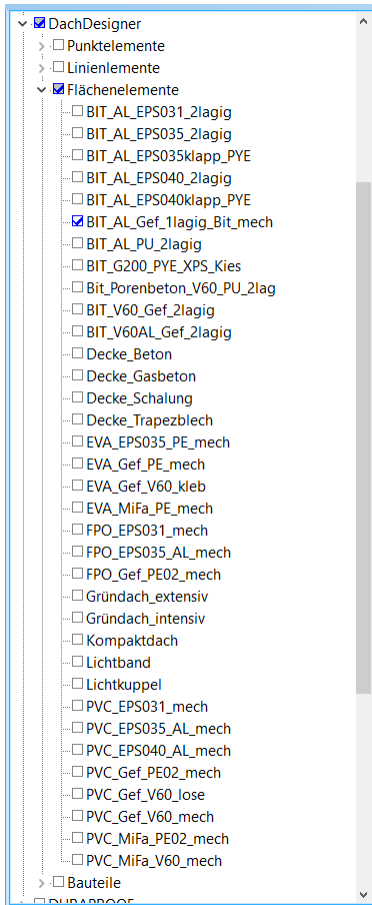 DachDesigner
Punktelemente
Linienlemente
Flächenelemente
BIT_AL_EPS031_2lagig
BIT_AL_EPS035_2lagig
BIT_AL_EPS035klapp_PYE
BIT_AL_EPS040_2lagig
BIT_AL_EPS040klapp_PYE
BIT_AL_Gef_1lagig_Bit_mech
BIT_AL_PU_2lagig
BIT_G200_PYE_XPS_Kies
Bit_Porenbeton_V60_PU_2lag
BIT_V60_Gef_2lagig
BIT_V60AL_Gef_2lagig
Decke_Beton
Decke_Gasbeton
Decke_Schalung
Decke_Trapezblech
EVA_EPS035_PE_mech
EVA_Gef_PE_mech
EVA_Gef_V60_kleb
EVA_MiFa_PE_mech
FPO_EPS031_mech
FPO_EPS035_AL_mech
FPO_Gef_PE02_mech
Gründach_extensiv
Gründach_intensiv
Kompaktdach
Lichtband
Lichtkuppel
PVC_EPS031_mech
PVC_EPS035_AL_mech
PVC_EPS040_AL_mech
PVC_Gef_PE02_mech
PVC_Gef_V60_lose
PVC_Gef_V60_mech
PVC_MiFa_PE02_mech
PVC_MiFa_V60_mech
Bauteile